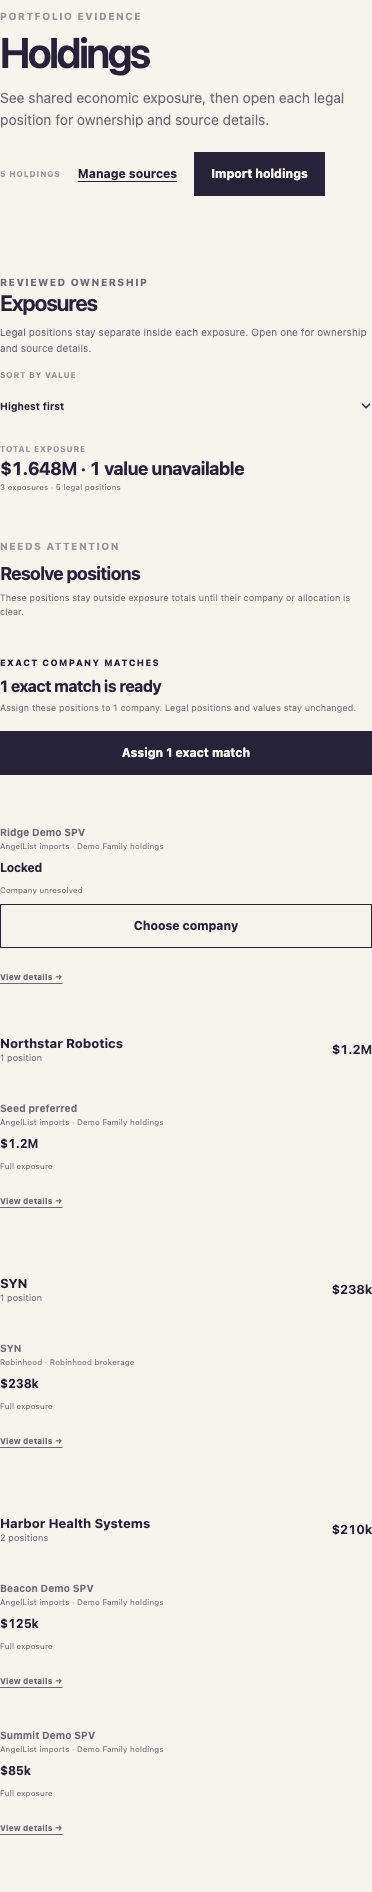 PORTFOLIO EVIDENCE
Holdings
See shared economic exposure, then open each legal
position for ownership and source details.
5 HOLDINGS
Manage sources
Import holdings
REVIEWED OWNERSHIP
Exposures
Legal positions stay separate inside each exposure. Open one for ownership
and source details.
SORT BY VALUE
Highest first
TOTAL EXPOSURE
$1.648M · 1 value unavailable
3 exposures · 5 legal positions
NEEDS ATTENTION
Resolve positions
These positions stay outside exposure totals until their company or allocation is
clear.
EXACT COMPANY MATCHES
1 exact match is ready
Assign these positions to 1 company. Legal positions and values stay unchanged.
Assign 1 exact match
Ridge Demo SPV
AngelList imports · Demo Family holdings
Locked
Company unresolved
Choose company
View details →
Northstar Robotics
$1.2M
1 position
Seed preferred
AngelList imports · Demo Family holdings
$1.2M
Full exposure
View details →
SYN
$238k
1 position
SYN
Robinhood · Robinhood brokerage
$238k
Full exposure
View details →
Harbor Health Systems
$210k
2 positions
Beacon Demo SPV
AngelList imports · Demo Family holdings
$125k
Full exposure
View details →
Summit Demo SPV
AngelList imports · Demo Family holdings
$85k
Full exposure
View details →